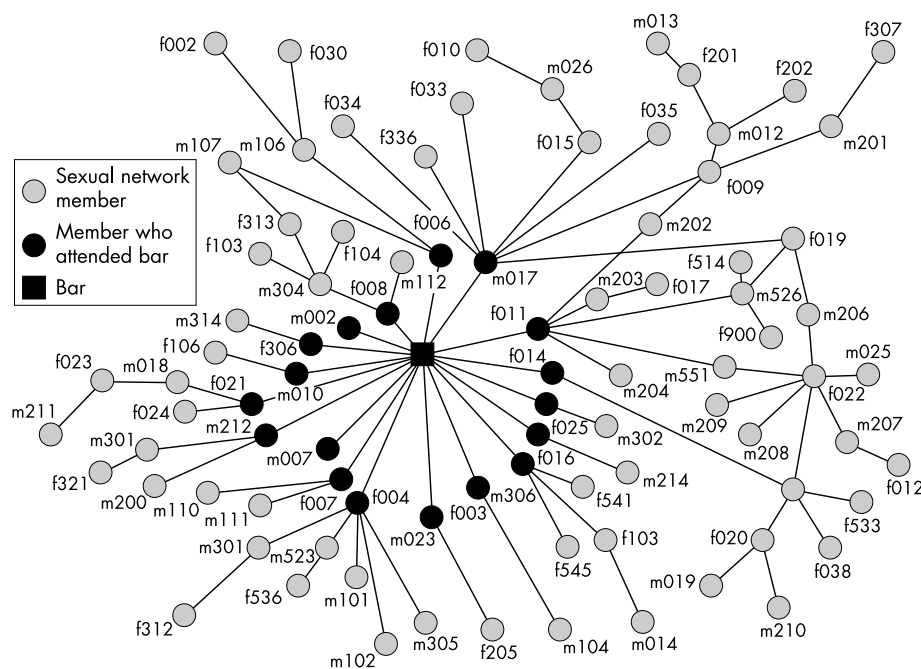 m013
f307
f002
f030
f010
f201
m026
f202
f034
f033
f035
m107
m106
f336
f015
m012
m201
Sexual network
member
Member who
attended bar
Bar
f009
f313
f006
m202
f103
f104
m112
m017
f019
m304
f008
f514
m203
f017
m526
m314
m002
f011
m206
f106
f306
f014
f900
m025
f023
m018
f021
m010
m204
m551
f022
f024
f025
m209
m211
m212
m302
m207
m301
m007
f016
m208
f321
m214
f012
m200
m110
f007
f004
m306
f541
m111
f003
f533
m301
m523
m023
f103
f020
f545
f038
f536
m101
m019
f312
m305
m210
m102
f205
m104
m014